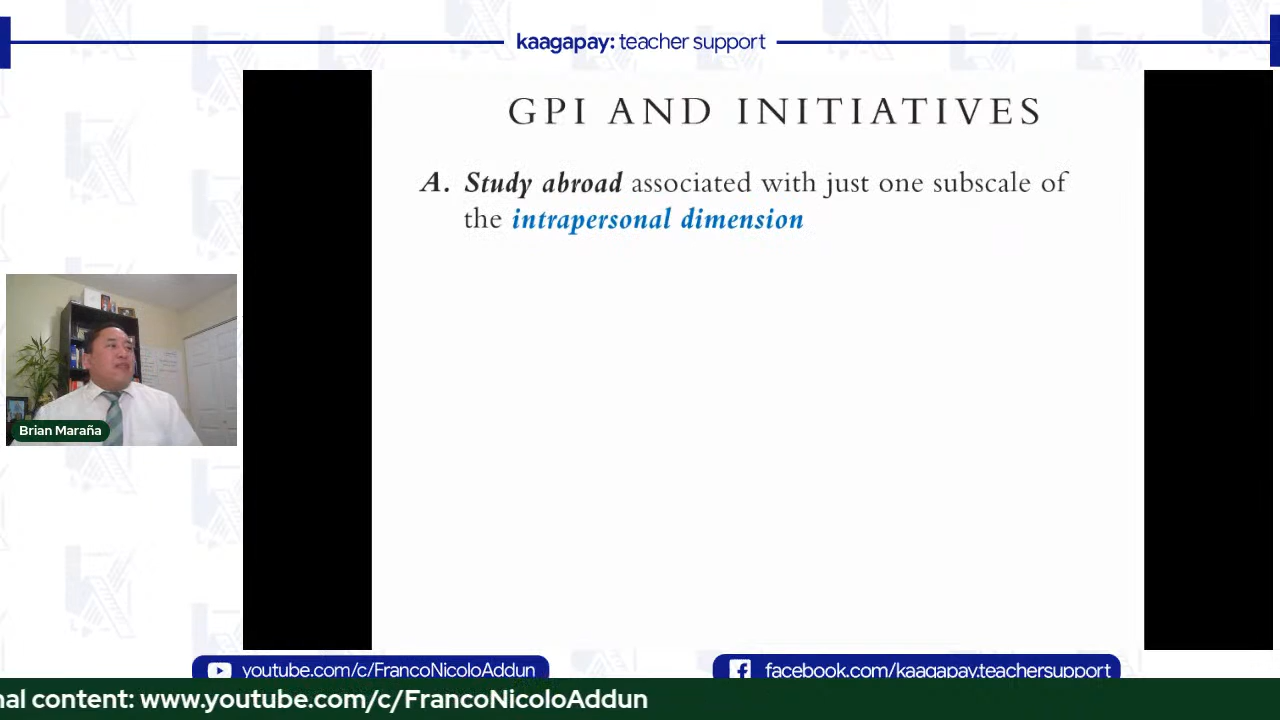 kaagapay: teacher support
GPI AND INITIATIVES
A. Study abroad associated with just one subscale of
the intrapersonal dimension
Brian Maraña
youtube.com/c/FrancoNicoloAddun
facebook.com/kaagapay.teachersupport
nal content: www.youtube.com/c/FrancoNicoloAddun